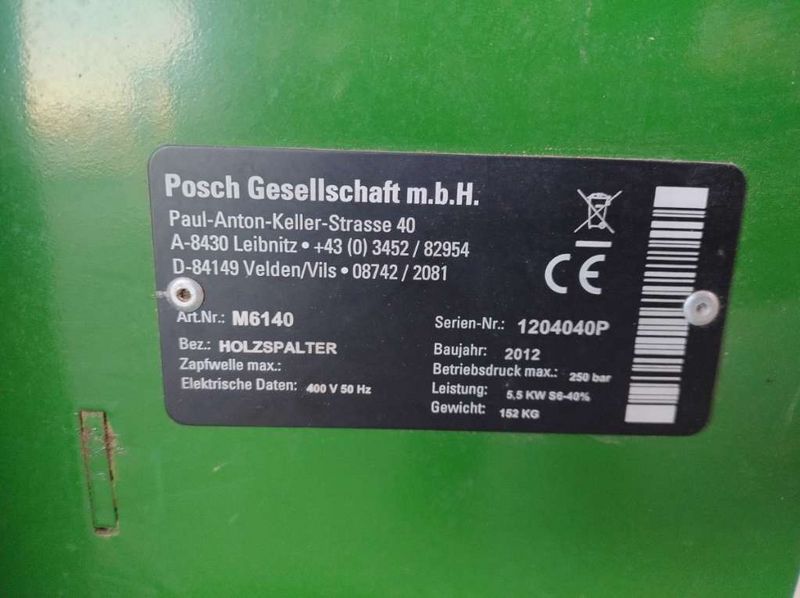 Posch Gesellschaft m.b.H.
Paul-Anton-Keller-Strasse 40
A-8430 Leibnitz • +43 (0) 3452 / 82954
D-84149 Velden/Vils • 08742 / 2081
CE
Art.Nr.: M6140
Serien-Nr.: 1204040P
Bez.: HOLZSPALTER
Baujahr: 2012
Zapfwelle max.:
Betriebsdruck max.: 250 bar
Elektrische Daten: 400 V 50 Hz
Leistung: 5,5 KW S6-40%
Gewicht: 152 KG